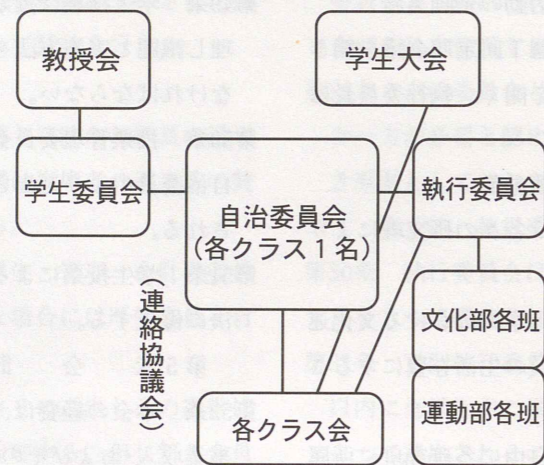 教授会
学生大会
学生委員会
自治委員会
(各クラス1名)
執行委員会
(連絡協議会)
文化部各班
運動部各班
各クラス会